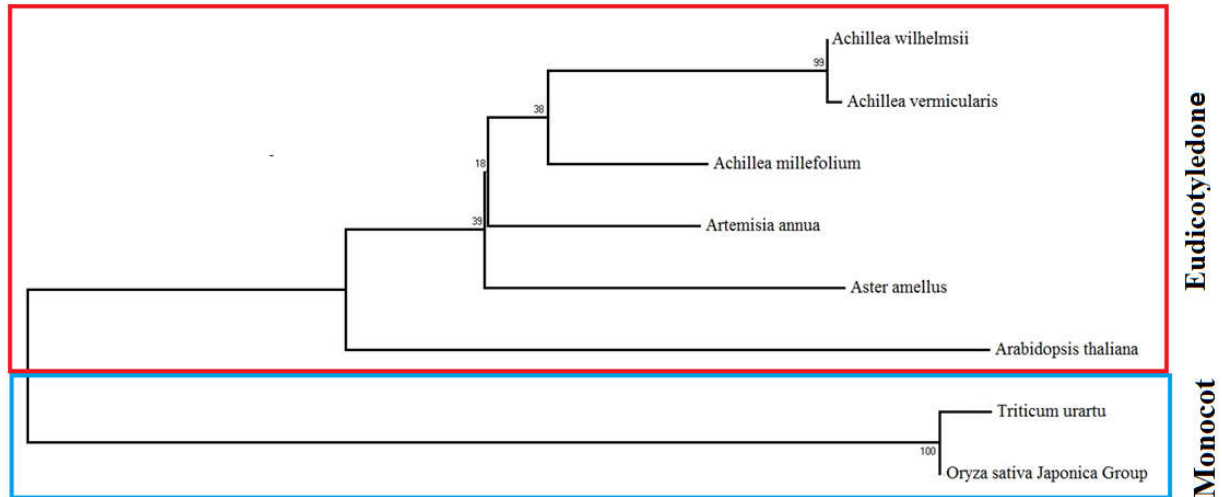 Achillea wilhelmsii
99
Achillea vermicularis
38
Achillea millefolium
18
Artemisia annua
39
Aster amellus
Arabidopsis thaliana
Eudicotyledone
Triticum urartu
100
Oryza sativa Japonica Group
Monocot